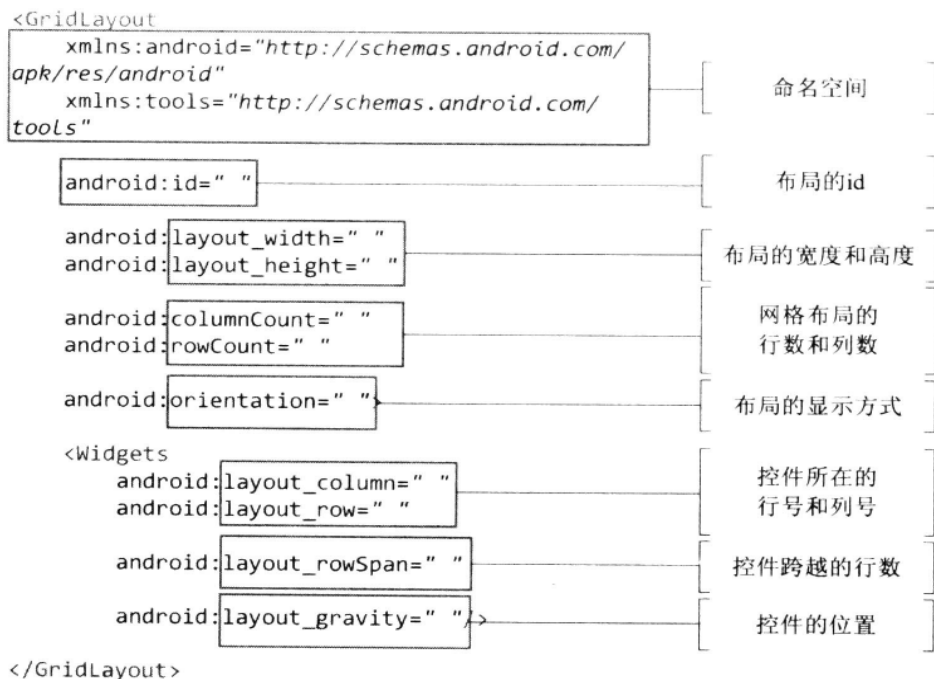 <GridLayout
xmlns:android="http://schemas.android.com/
apk/res/android"
xmlns:tools="http://schemas.android.com/
tools"
命名空间
android:id=" "
布局的id
android:layout_width=" "
android:layout_height=" "
布局的宽度和高度
android:columnCount=" "
android:rowCount=" "
网格布局的
行数和列数
android:orientation=" ">
布局的显示方式
<Widgets
android:layout_column=" "
android:layout_row=" "
控件所在的
行号和列号
android:layout_rowSpan=" "
控件跨越的行数
android:layout_gravity=" "/>
控件的位置
</GridLayout>